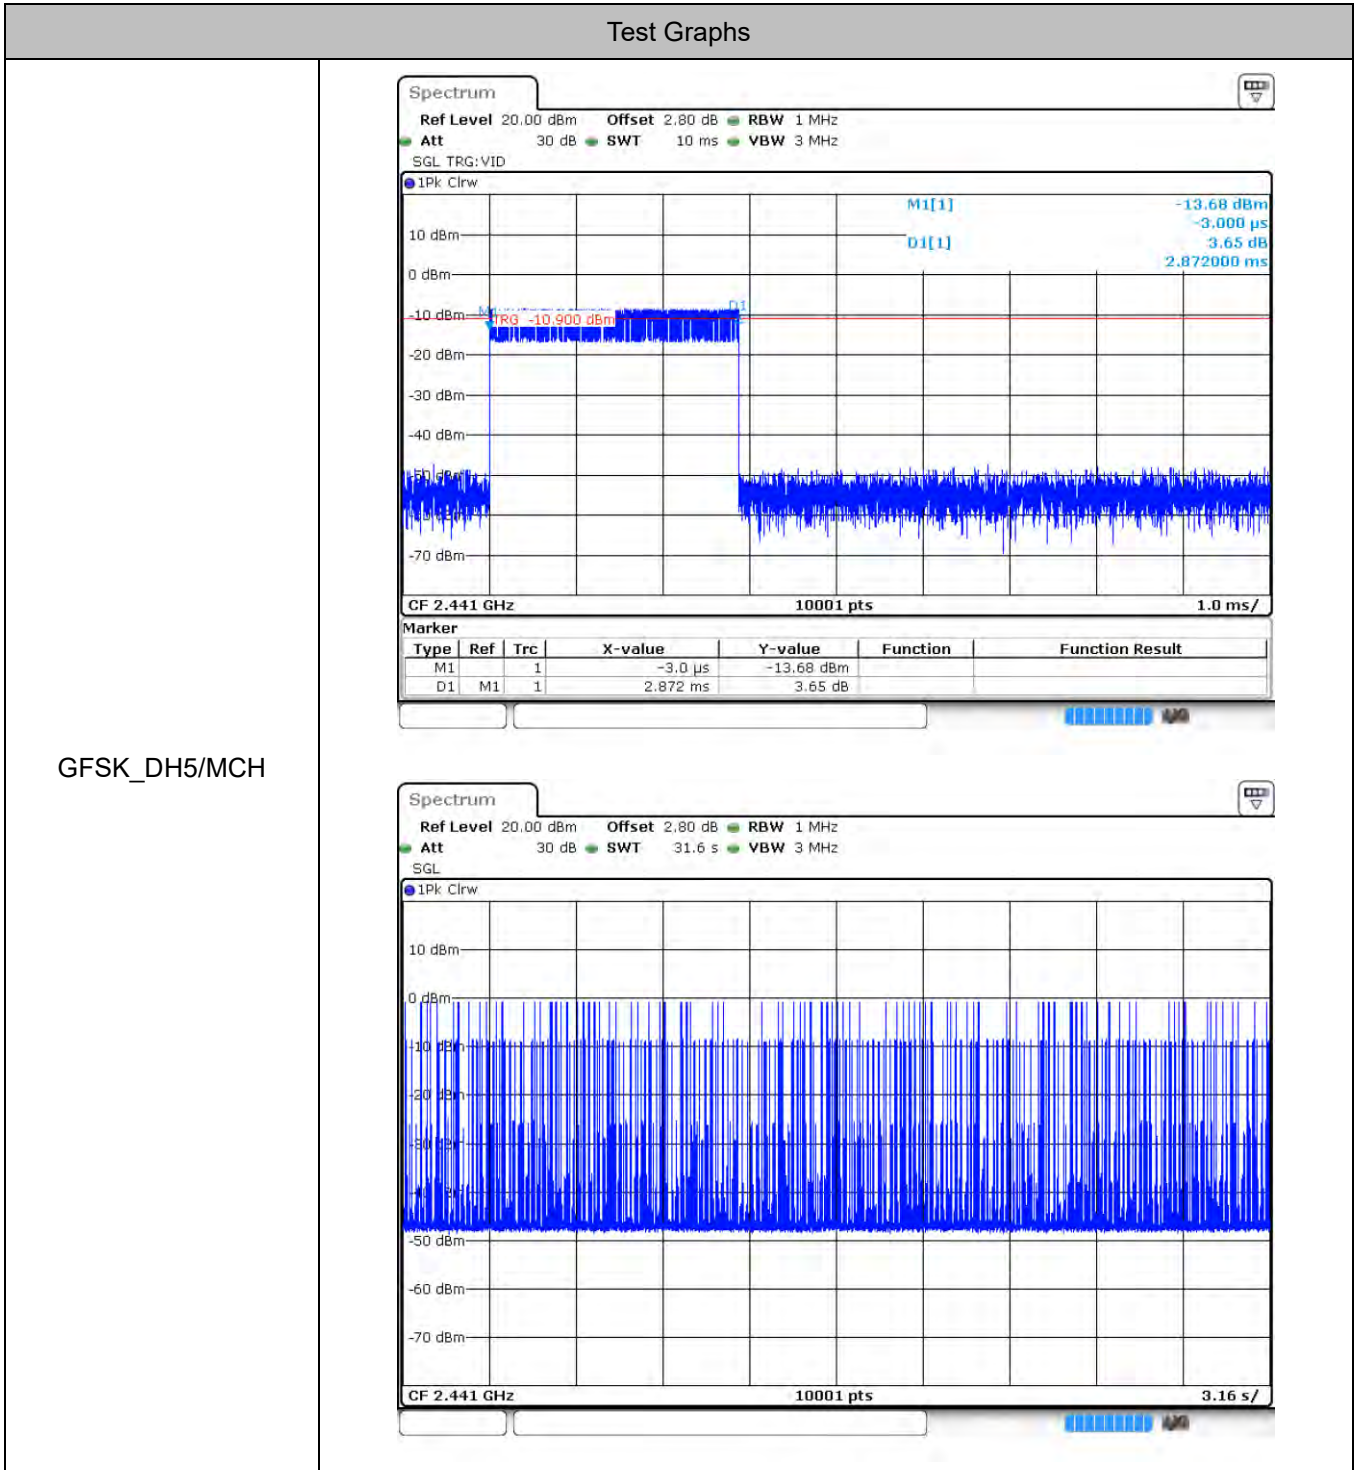 Test Graphs
GFSK_DH5/MCH
Spectrum
Ref Level 20.00 dBm Offset 2.80 dB RBW 1 MHz
Att 30 dB SWT 10 ms VBW 3 MHz
SGL TRG:VID
1Pk Clrw
M1[1] -13.68 dBm
-3.000 µs
D1[1] 3.65 dB
2.872000 ms
10 dBm
0 dBm
D1
-10 dBm
TRG -10.900 dBm
-20 dBm
-30 dBm
-40 dBm
-70 dBm
CF 2.441 GHz 10001 pts 1.0 ms/
Marker
Type Ref Trc X-value Y-value Function Function Result
M1 1 -3.0 µs -13.68 dBm
D1 M1 1 2.872 ms 3.65 dB
Spectrum
Ref Level 20.00 dBm Offset 2.80 dB RBW 1 MHz
Att 30 dB SWT 31.6 s VBW 3 MHz
SGL
1Pk Clrw
10 dBm
0 dBm
-10 dBm
-20 dBm
-50 dBm
-60 dBm
-70 dBm
CF 2.441 GHz 10001 pts 3.16 s/